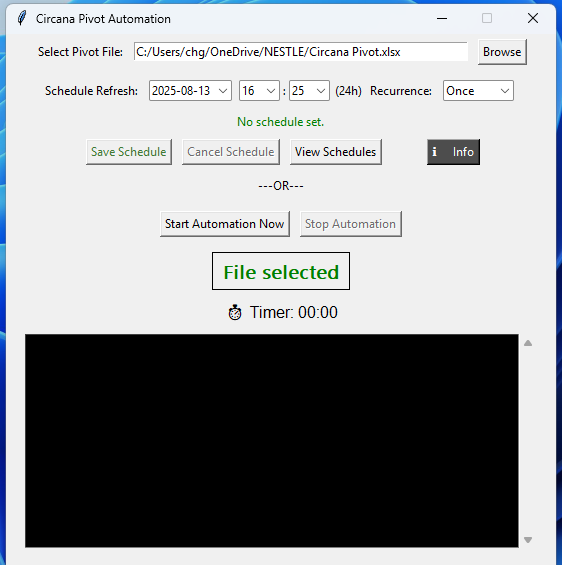 Circana Pivot Automation
Select Pivot File: C:/Users/chg/OneDrive/NESTLE/Circana Pivot.xlsx Browse
Schedule Refresh: 2025-08-13 16 : 25 (24h) Recurrence: Once
No schedule set.
Save Schedule Cancel Schedule View Schedules ℹ Info
---OR---
Start Automation Now Stop Automation
File selected
⏱ Timer: 00:00